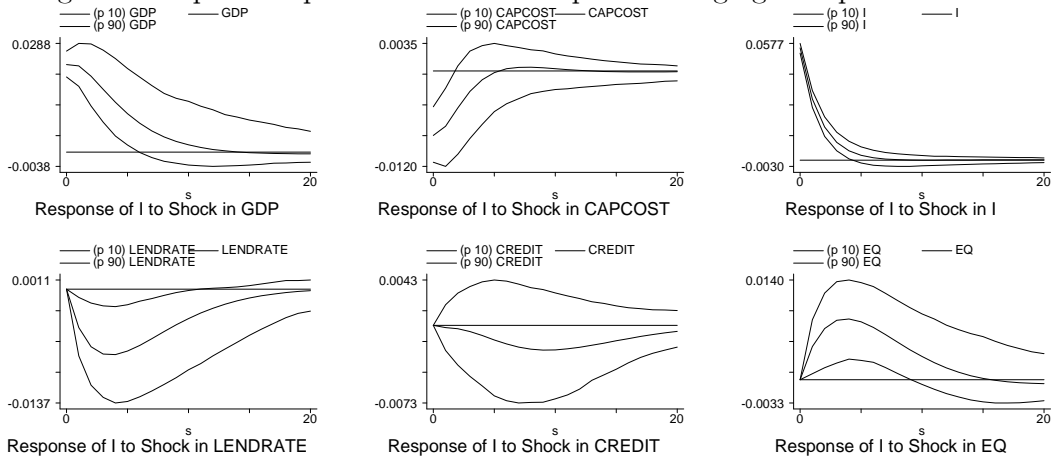 (p 10) GDP GDP
(p 90) GDP
0.0288
-0.0038
0 20
s
Response of I to Shock in GDP
(p 10) CAPCOST CAPCOST
(p 90) CAPCOST
0.0035
-0.0120
0 20
s
Response of I to Shock in CAPCOST
(p 10) I I
(p 90) I
0.0577
-0.0030
0 20
s
Response of I to Shock in I
(p 10) LENDRATE LENDRATE
(p 90) LENDRATE
0.0011
-0.0137
0 20
s
Response of I to Shock in LENDRATE
(p 10) CREDIT CREDIT
(p 90) CREDIT
0.0043
-0.0073
0 20
s
Response of I to Shock in CREDIT
(p 10) EQ EQ
(p 90) EQ
0.0140
-0.0033
0 20
s
Response of I to Shock in EQ